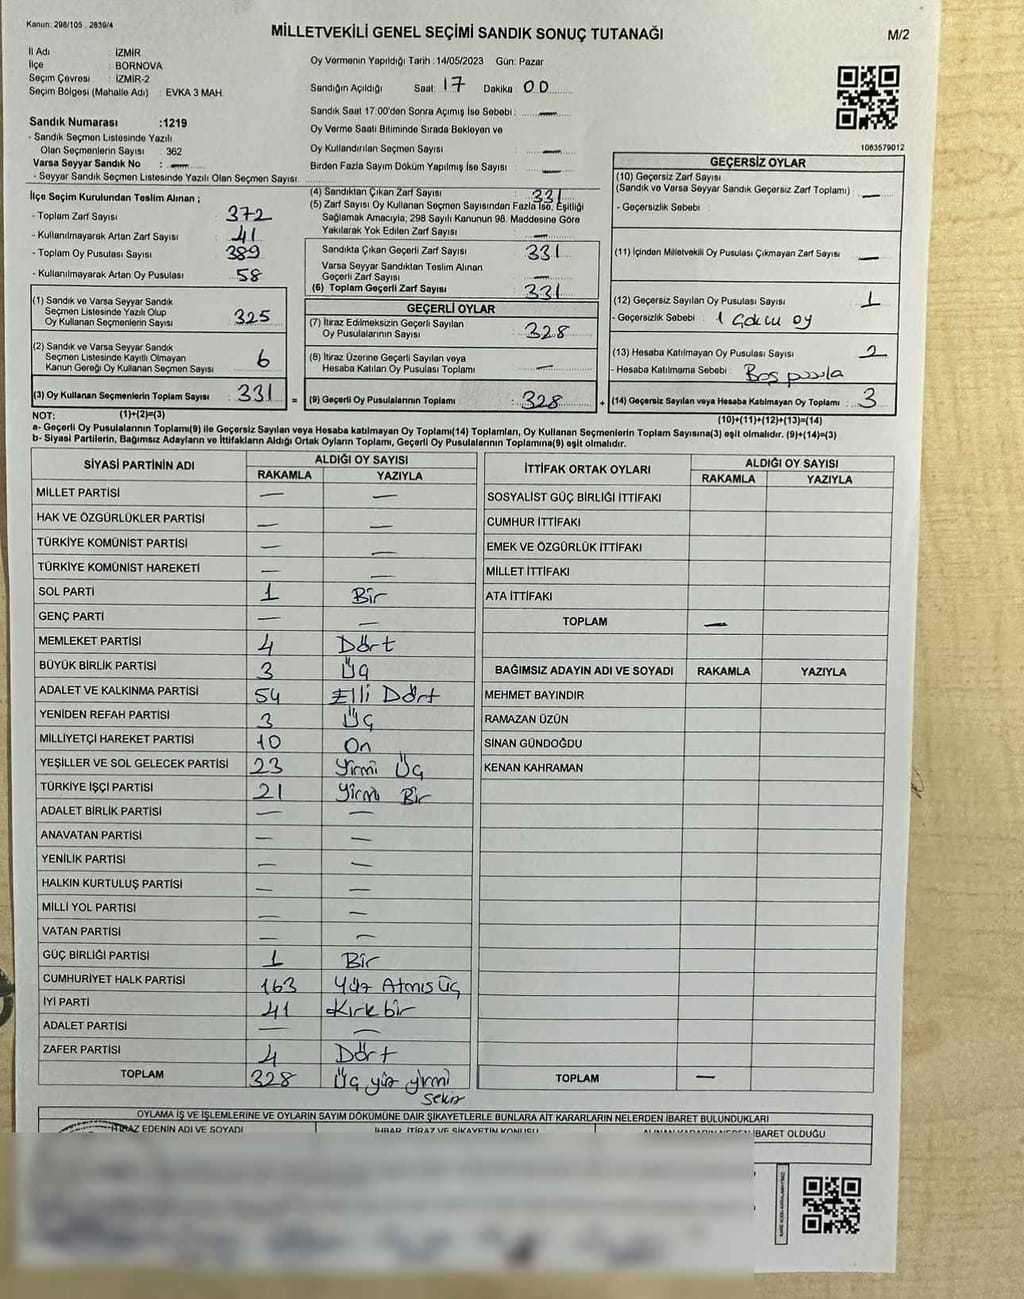 Kanun: 298/105 , 2839/4
MİLLETVEKİLİ GENEL SEÇİMİ SANDIK SONUÇ TUTANAĞI
M/2
İl Adı : İZMİR
İlçe : BORNOVA
Seçim Çevresi : İZMİR-2
Seçim Bölgesi (Mahalle Adı) : EVKA 3 MAH.
Sandık Numarası :1219
- Sandık Seçmen Listesinde Yazılı
Olan Seçmenlerin Sayısı : 362
Varsa Seyyar Sandık No : —
- Seyyar Sandık Seçmen Listesinde Yazılı Olan Seçmen Sayısı:
Oy Vermenin Yapıldığı Tarih :14/05/2023 Gün: Pazar
Sandığın Açıldığı Saat: 17 Dakika: 00
Sandık Saat 17:00'den Sonra Açılmış İse Sebebi : —
Oy Verme Saati Bitiminde Sırada Bekleyen ve
Oy Kullandırılan Seçmen Sayısı —
Birden Fazla Sayım Döküm Yapılmış İse Sayısı —
1083579012
İlçe Seçim Kurulundan Teslim Alınan ;
- Toplam Zarf Sayısı : 372
- Kullanılmayarak Artan Zarf Sayısı : 41
- Toplam Oy Pusulası Sayısı : 389
- Kullanılmayarak Artan Oy Pusulası : 58
(1) Sandık ve Varsa Seyyar Sandık
Seçmen Listesinde Yazılı Olup
Oy Kullanan Seçmenlerin Sayısı : 325
(2) Sandık ve Varsa Seyyar Sandık
Seçmen Listesinde Kayıtlı Olmayan
Kanun Gereği Oy Kullanan Seçmen Sayısı : 6
(3) Oy Kullanan Seçmenlerin Toplam Sayısı : 331 =
(4) Sandıktan Çıkan Zarf Sayısı : 331
(5) Zarf Sayısı Oy Kullanan Seçmen Sayısından Fazla İse, Eşitliği
Sağlamak Amacıyla; 298 Sayılı Kanunun 98. Maddesine Göre
Yakılarak Yok Edilen Zarf Sayısı : —
Sandıkta Çıkan Geçerli Zarf Sayısı : 331
Varsa Seyyar Sandıktan Teslim Alınan
Geçerli Zarf Sayısı : —
(6) Toplam Geçerli Zarf Sayısı : 331
GEÇERLİ OYLAR
(7) İtiraz Edilmeksizin Geçerli Sayılan
Oy Pusulalarının Sayısı : 328
(8) İtiraz Üzerine Geçerli Sayılan veya
Hesaba Katılan Oy Pusulası Toplamı : —
(9) Geçerli Oy Pusulalarının Toplamı : 328 +
GEÇERSİZ OYLAR
(10) Geçersiz Zarf Sayısı
(Sandık ve Varsa Seyyar Sandık Geçersiz Zarf Toplamı) : —
- Geçersizlik Sebebi :
(11) İçinden Milletvekili Oy Pusulası Çıkmayan Zarf Sayısı : —
(12) Geçersiz Sayılan Oy Pusulası Sayısı : 1
- Geçersizlik Sebebi : 1 Çoklu oy
(13) Hesaba Katılmayan Oy Pusulası Sayısı : 2
- Hesaba Katılmama Sebebi : Boş pusula
(14) Geçersiz Sayılan veya Hesaba Katılmayan Oy Toplamı : 3
NOT: (1)+(2)=(3) (10)+(11)+(12)+(13)=(14)
a- Geçerli Oy Pusulalarının Toplamı(9) ile Geçersiz Sayılan veya Hesaba katılmayan Oy Toplamı(14) Toplamları, Oy Kullanan Seçmenlerin Toplam Sayısına(3) eşit olmalıdır. (9)+(14)=(3)
b- Siyasi Partilerin, Bağımsız Adayların ve İttifakların Aldığı Ortak Oyların Toplamı, Geçerli Oy Pusulalarının Toplamına(9) eşit olmalıdır.
SİYASİ PARTİNİN ADI ALDIĞI OY SAYISI
RAKAMLA YAZIYLA
MİLLET PARTİSİ — —
HAK VE ÖZGÜRLÜKLER PARTİSİ — —
TÜRKİYE KOMÜNİST PARTİSİ — —
TÜRKİYE KOMÜNİST HAREKETİ — —
SOL PARTİ 1 Bir
GENÇ PARTİ — —
MEMLEKET PARTİSİ 4 Dört
BÜYÜK BİRLİK PARTİSİ 3 Üç
ADALET VE KALKINMA PARTİSİ 54 Elli Dört
YENİDEN REFAH PARTİSİ 3 Üç
MİLLİYETÇİ HAREKET PARTİSİ 10 On
YEŞİLLER VE SOL GELECEK PARTİSİ 23 Yirmi Üç
TÜRKİYE İŞÇİ PARTİSİ 21 Yirmi Bir
ADALET BİRLİK PARTİSİ — —
ANAVATAN PARTİSİ — —
YENİLİK PARTİSİ — —
HALKIN KURTULUŞ PARTİSİ — —
MİLLİ YOL PARTİSİ — —
VATAN PARTİSİ — —
GÜÇ BİRLİĞİ PARTİSİ 1 Bir
CUMHURİYET HALK PARTİSİ 163 Yüz Atmış Üç
İYİ PARTİ 41 Kırk bir
ADALET PARTİSİ — —
ZAFER PARTİSİ 4 Dört
TOPLAM 328 Üç yüz yirmi
sekiz
İTTİFAK ORTAK OYLARI ALDIĞI OY SAYISI
RAKAMLA YAZIYLA
SOSYALİST GÜÇ BİRLİĞİ İTTİFAKI
CUMHUR İTTİFAKI
EMEK VE ÖZGÜRLÜK İTTİFAKI
MİLLET İTTİFAKI
ATA İTTİFAKI
TOPLAM —
BAĞIMSIZ ADAYIN ADI VE SOYADI RAKAMLA YAZIYLA
MEHMET BAYINDIR
RAMAZAN ÜZÜN
SİNAN GÜNDOĞDU
KENAN KAHRAMAN
TOPLAM —
OYLAMA İŞ VE İŞLEMLERİNE VE OYLARIN SAYIM DÖKÜMÜNE DAİR ŞİKAYETLERLE BUNLARA AİT KARARLARIN NELERDEN İBARET BULUNDUKLARI
İTİRAZ EDENİN ADI VE SOYADI İHBAR, İTİRAZ VE ŞİKAYETİN KONUSU ALINAN KARARIN NEDEN İBARET OLDUĞU